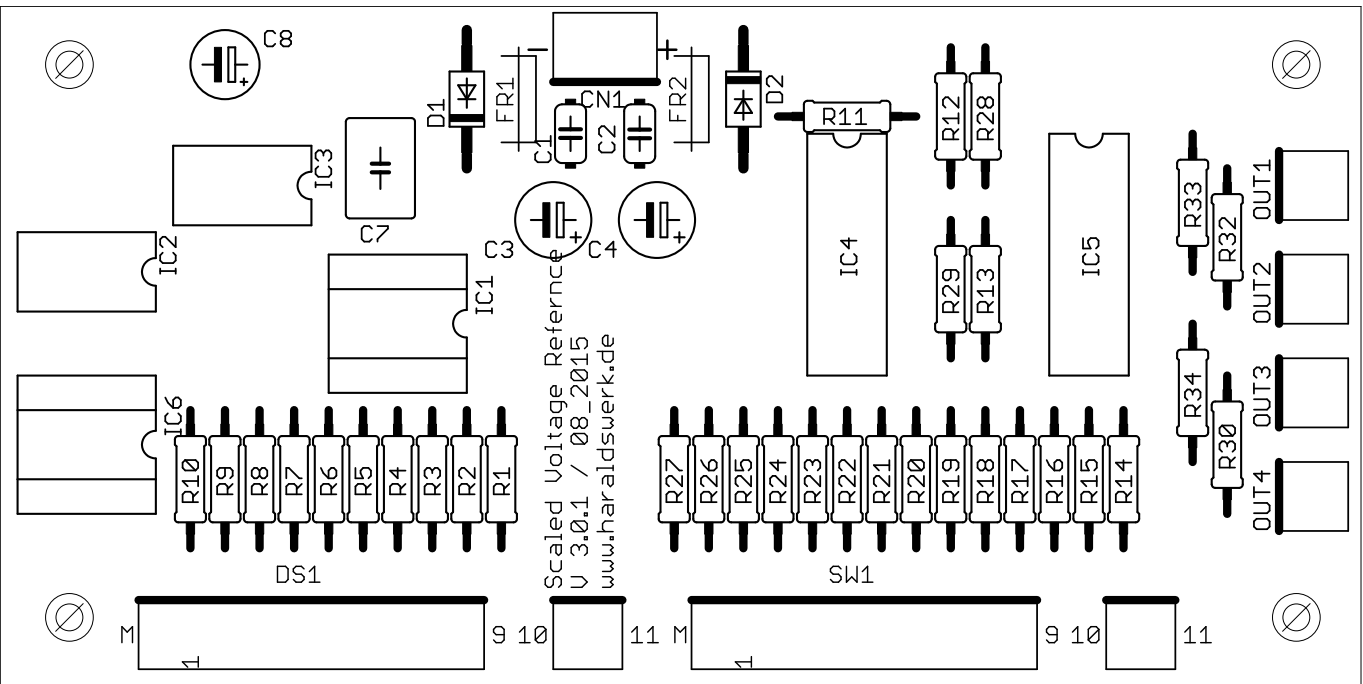 C8
D1
FR1
-
+
CN1
FR2
D2
C1
C2
R11
R12
R28
IC3
C7
OUT1
R33
R32
IC2
C3
C4
IC4
IC5
R29
R13
OUT2
IC1
Scaled Voltage Refernce
V 3.0.1 / 08_2015
www.haraldswerk.de
OUT3
R34
R30
IC6
R10
R9
R8
R7
R6
R5
R4
R3
R2
R1
R27
R26
R25
R24
R23
R22
R21
R20
R19
R18
R17
R16
R15
R14
OUT4
DS1
SW1
M
1
9
10
11
M
1
9
10
11
+
+
+